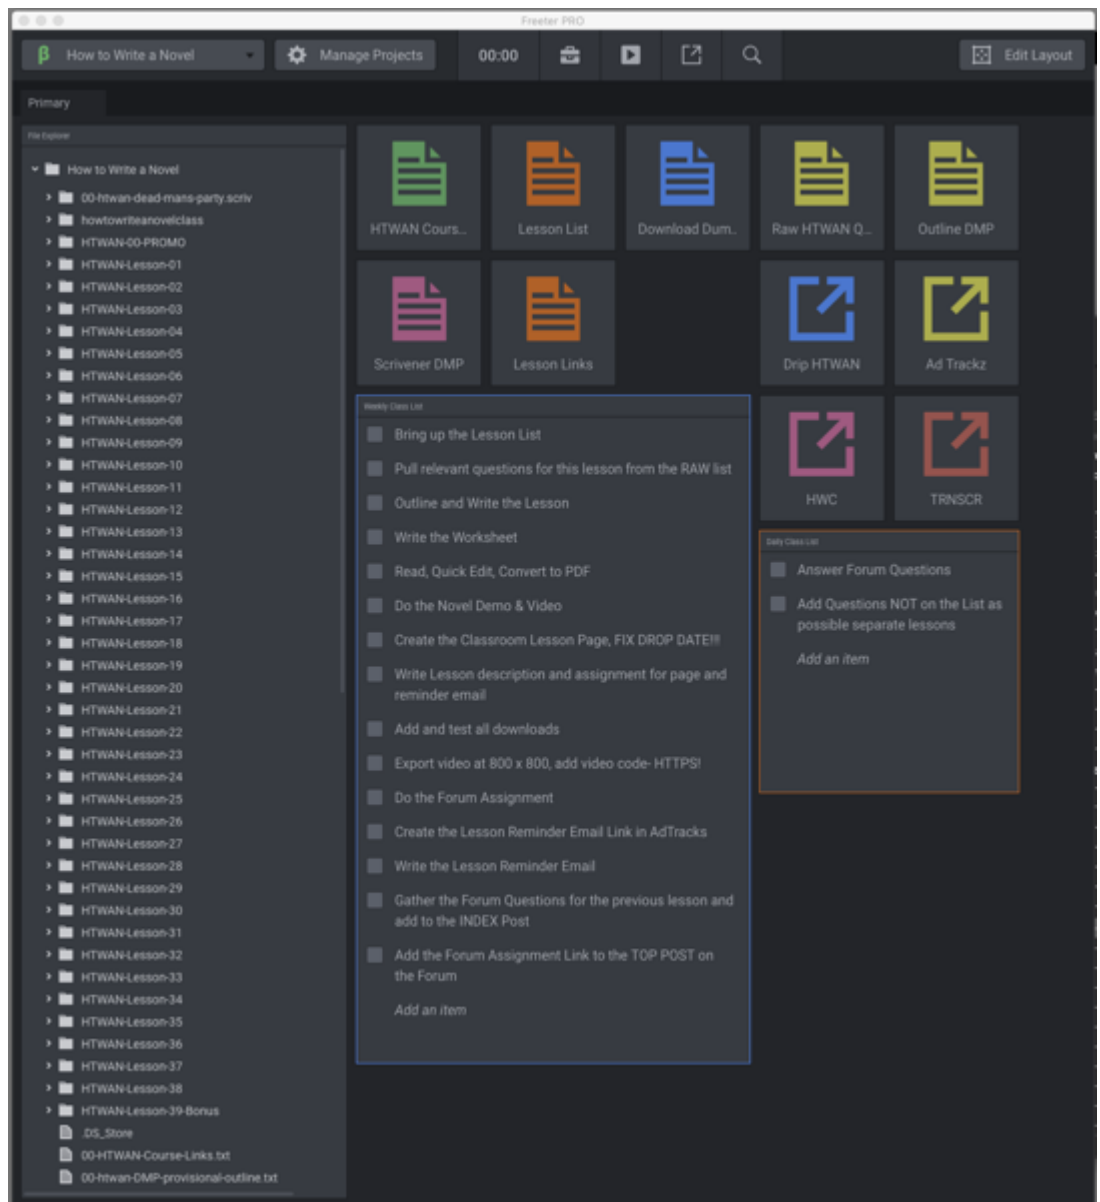 Freeter PRO
β How to Write a Novel
Manage Projects
00:00
Edit Layout
Primary
File Explorer
How to Write a Novel
00-htwan-dead-mans-party.scriv
howtowriteanovelclass
HTWAN-00-PROMO
HTWAN-Lesson-01
HTWAN-Lesson-02
HTWAN-Lesson-03
HTWAN-Lesson-04
HTWAN-Lesson-05
HTWAN-Lesson-06
HTWAN-Lesson-07
HTWAN-Lesson-08
HTWAN-Lesson-09
HTWAN-Lesson-10
HTWAN-Lesson-11
HTWAN-Lesson-12
HTWAN-Lesson-13
HTWAN-Lesson-14
HTWAN-Lesson-15
HTWAN-Lesson-16
HTWAN-Lesson-17
HTWAN-Lesson-18
HTWAN-Lesson-19
HTWAN-Lesson-20
HTWAN-Lesson-21
HTWAN-Lesson-22
HTWAN-Lesson-23
HTWAN-Lesson-24
HTWAN-Lesson-25
HTWAN-Lesson-26
HTWAN-Lesson-27
HTWAN-Lesson-28
HTWAN-Lesson-29
HTWAN-Lesson-30
HTWAN-Lesson-31
HTWAN-Lesson-32
HTWAN-Lesson-33
HTWAN-Lesson-34
HTWAN-Lesson-35
HTWAN-Lesson-36
HTWAN-Lesson-37
HTWAN-Lesson-38
HTWAN-Lesson-39-Bonus
.DS_Store
00-HTWAN-Course-Links.txt
00-htwan-DMP-provisional-outline.txt
HTWAN Cours...
Lesson List
Download Dum..
Raw HTWAN Q...
Outline DMP
Scrivener DMP
Lesson Links
Drip HTWAN
Ad Trackz
HWC
TRNSCR
Weekly Class List
Bring up the Lesson List
Pull relevant questions for this lesson from the RAW list
Outline and Write the Lesson
Write the Worksheet
Read, Quick Edit, Convert to PDF
Do the Novel Demo & Video
Create the Classroom Lesson Page, FIX DROP DATE!!!
Write Lesson description and assignment for page and
reminder email
Add and test all downloads
Export video at 800 x 800, add video code- HTTPS!
Do the Forum Assignment
Create the Lesson Reminder Email Link in AdTracks
Write the Lesson Reminder Email
Gather the Forum Questions for the previous lesson and
add to the INDEX Post
Add the Forum Assignment Link to the TOP POST on
the Forum
Add an item
Daily Class List
Answer Forum Questions
Add Questions NOT on the List as
possible separate lessons
Add an item